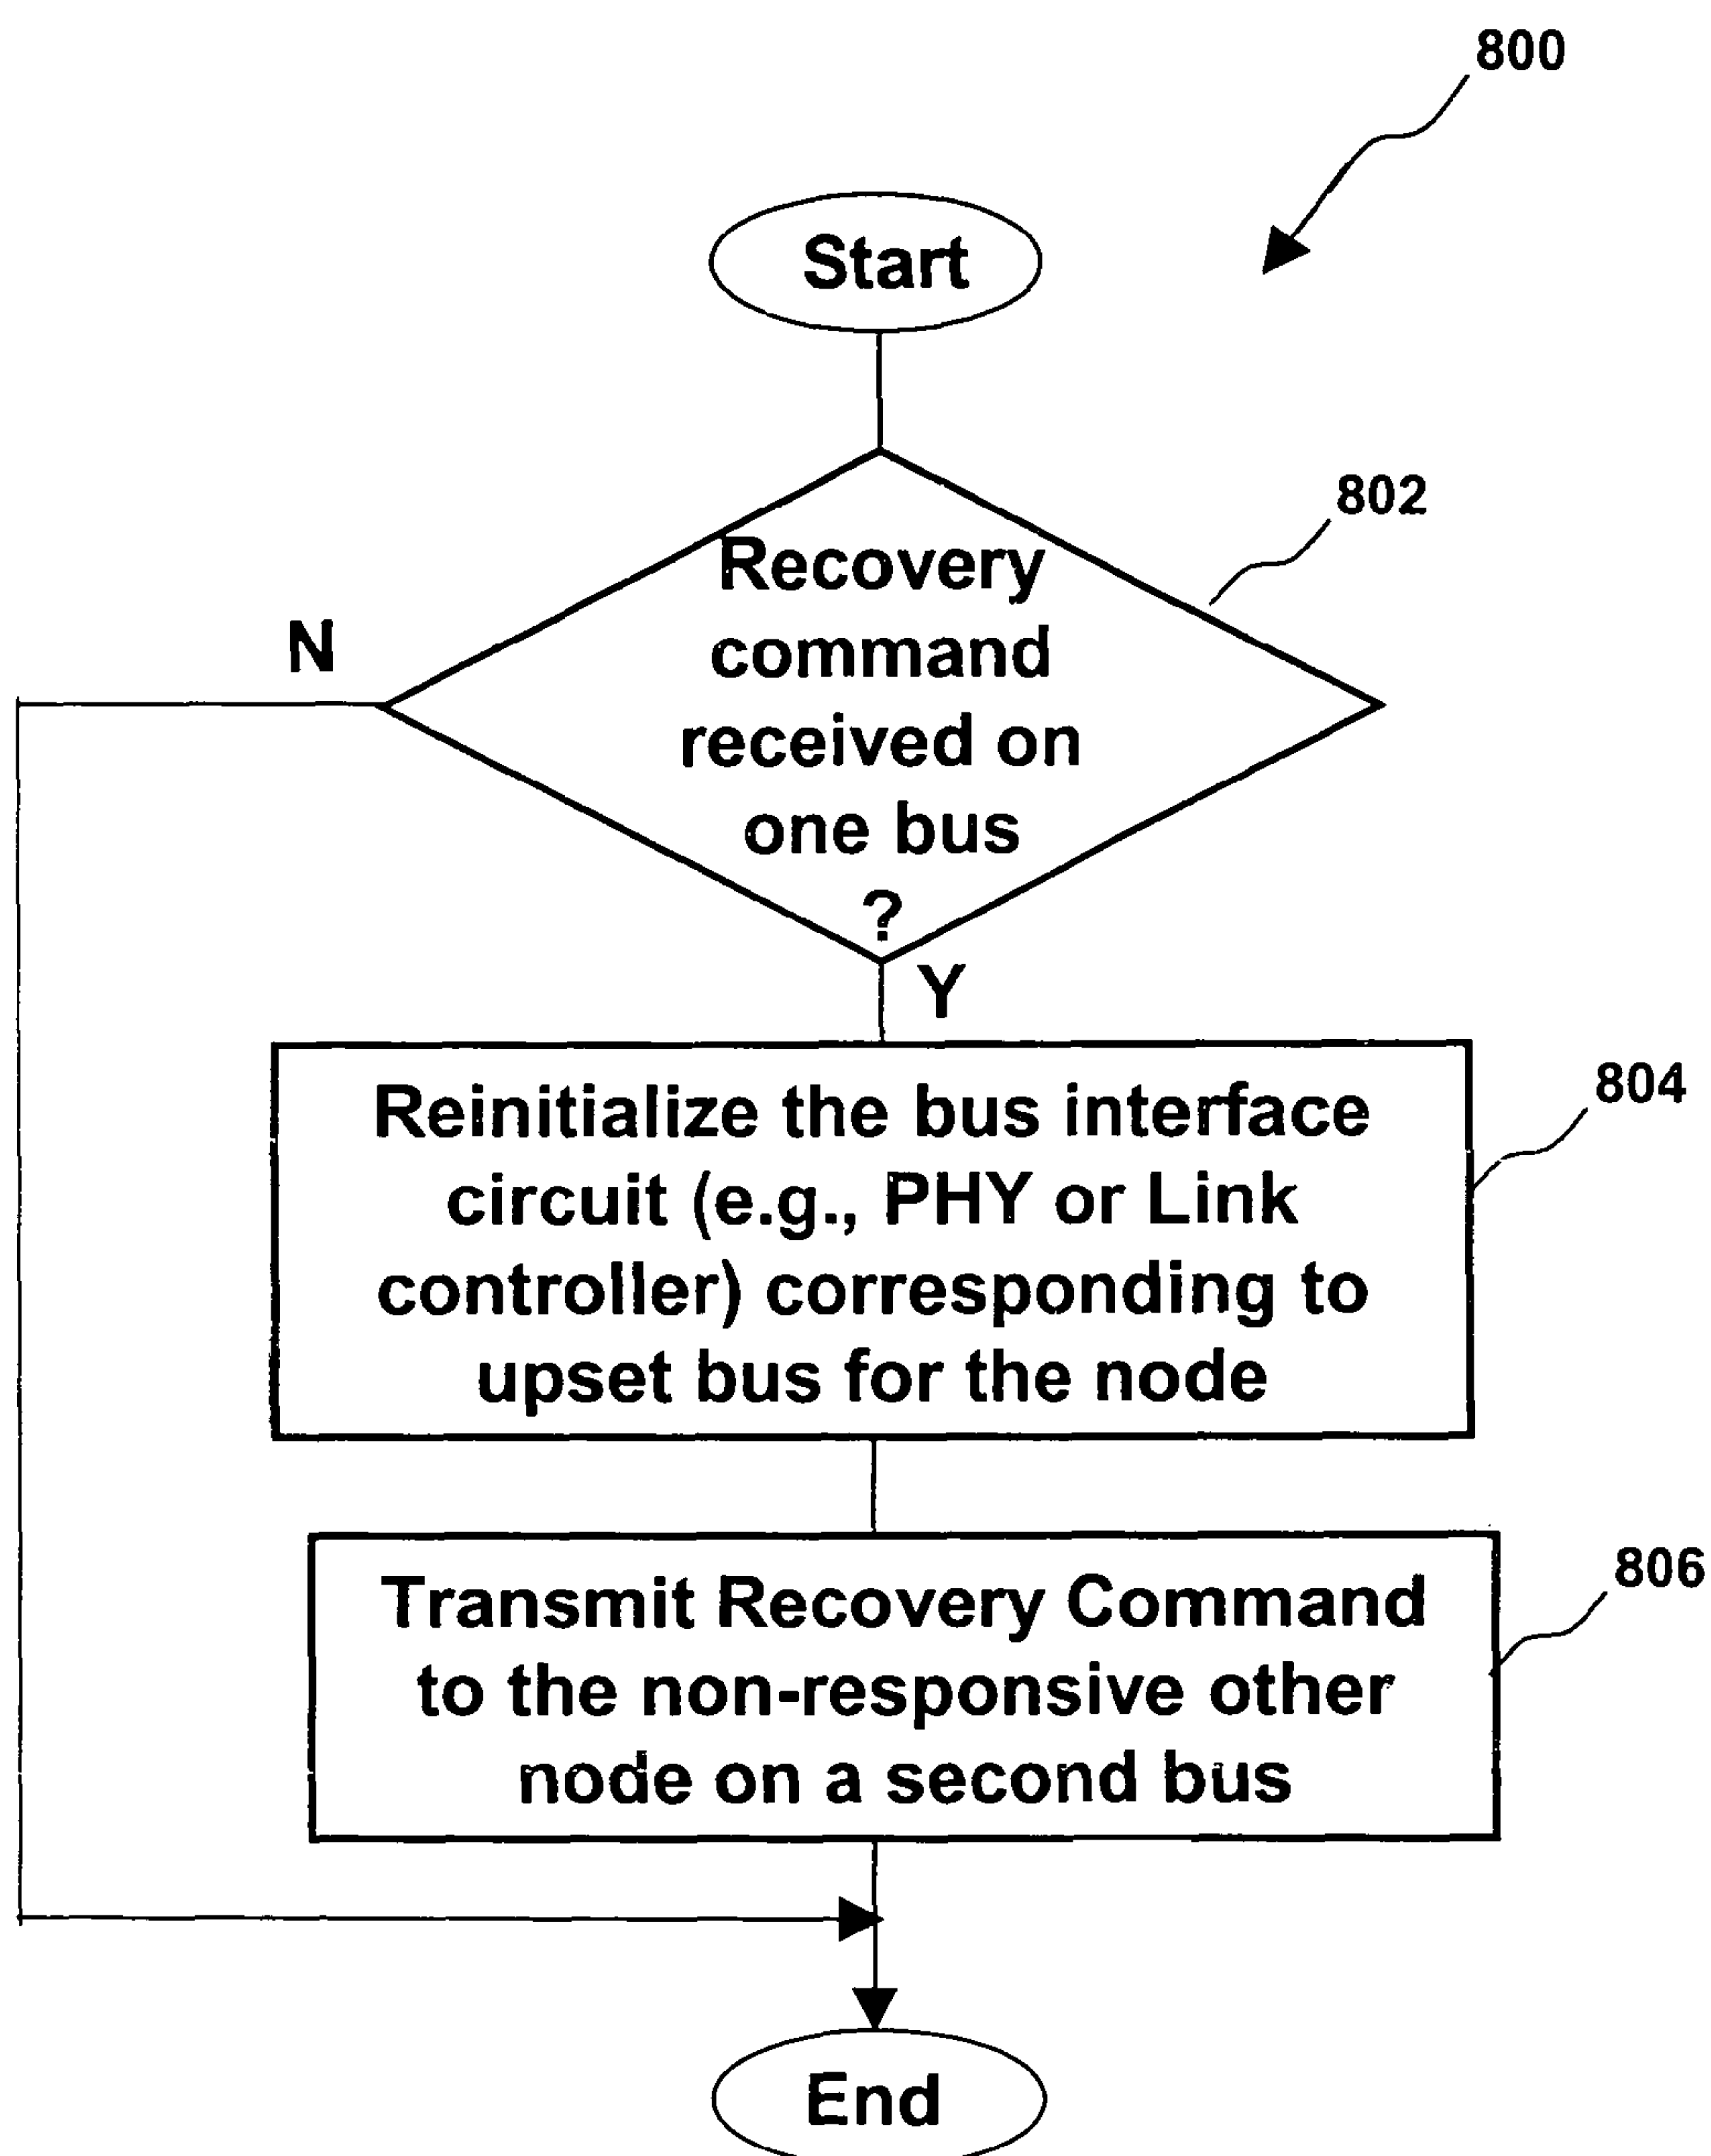 800
Start
802
Recovery
command
received on
one bus
?
N
Y
804
Reinitialize the bus interface
circuit (e.g., PHY or Link
controller) corresponding to
upset bus for the node
806
Transmit Recovery Command
to the non-responsive other
node on a second bus
End